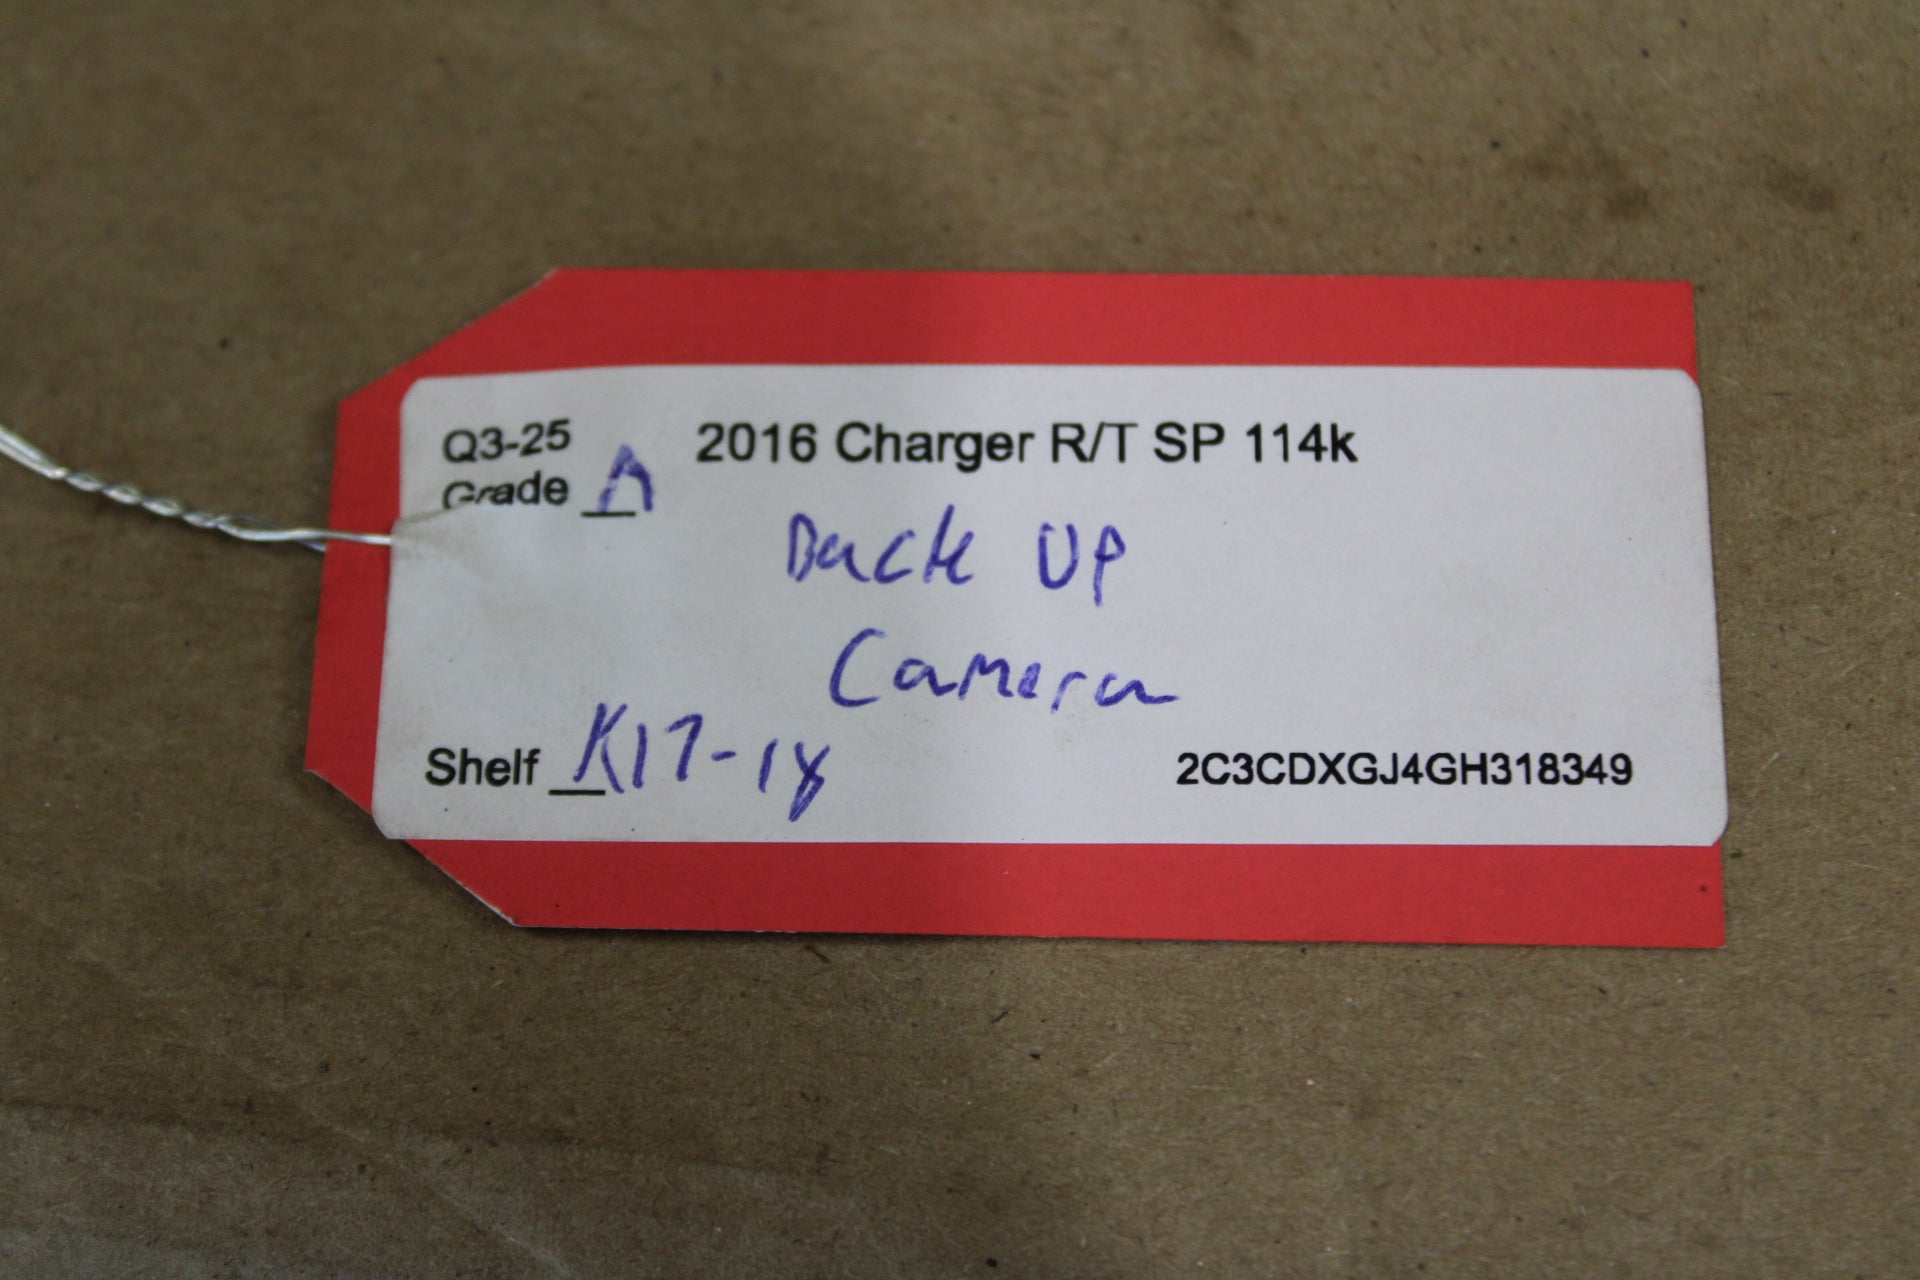 Q3-25 2016 Charger R/T SP 114k
Grade A
Back UP
Camera
Shelf K17-18 2C3CDXGJ4GH318349